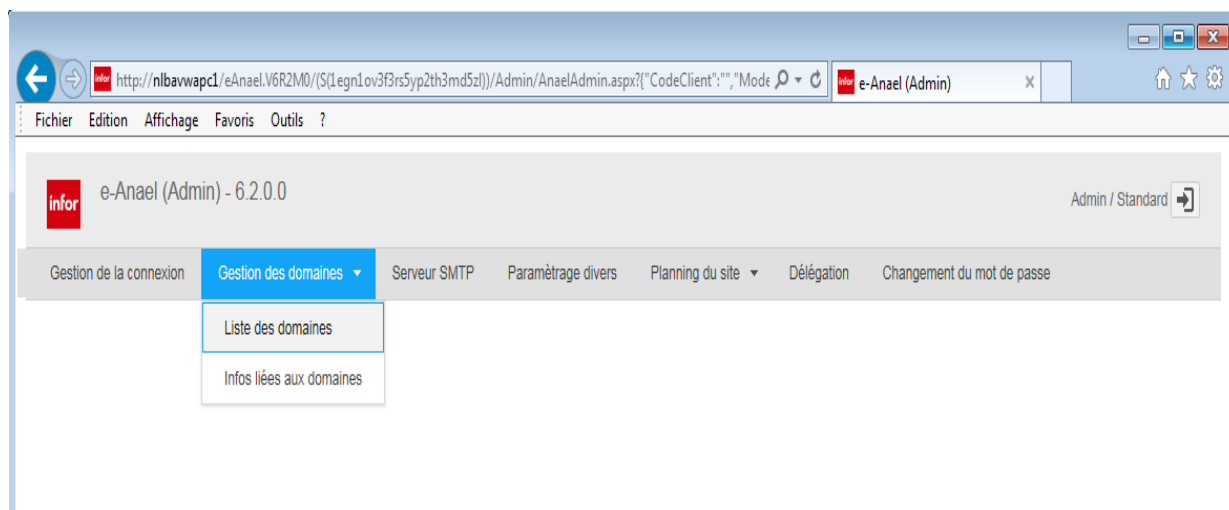 http://nlbavwapc1/eAnael.V6R2M0/(S(1egn1ov3f3rs5yp2th3md5zl))/Admin/AnaelAdmin.aspx?{"CodeClient":"","Mode
e-Anael (Admin)
Fichier Edition Affichage Favoris Outils ?
infor
e-Anael (Admin) - 6.2.0.0
Admin / Standard
Gestion de la connexion Gestion des domaines Serveur SMTP Paramètrage divers Planning du site Délégation Changement du mot de passe
Liste des domaines
Infos liées aux domaines